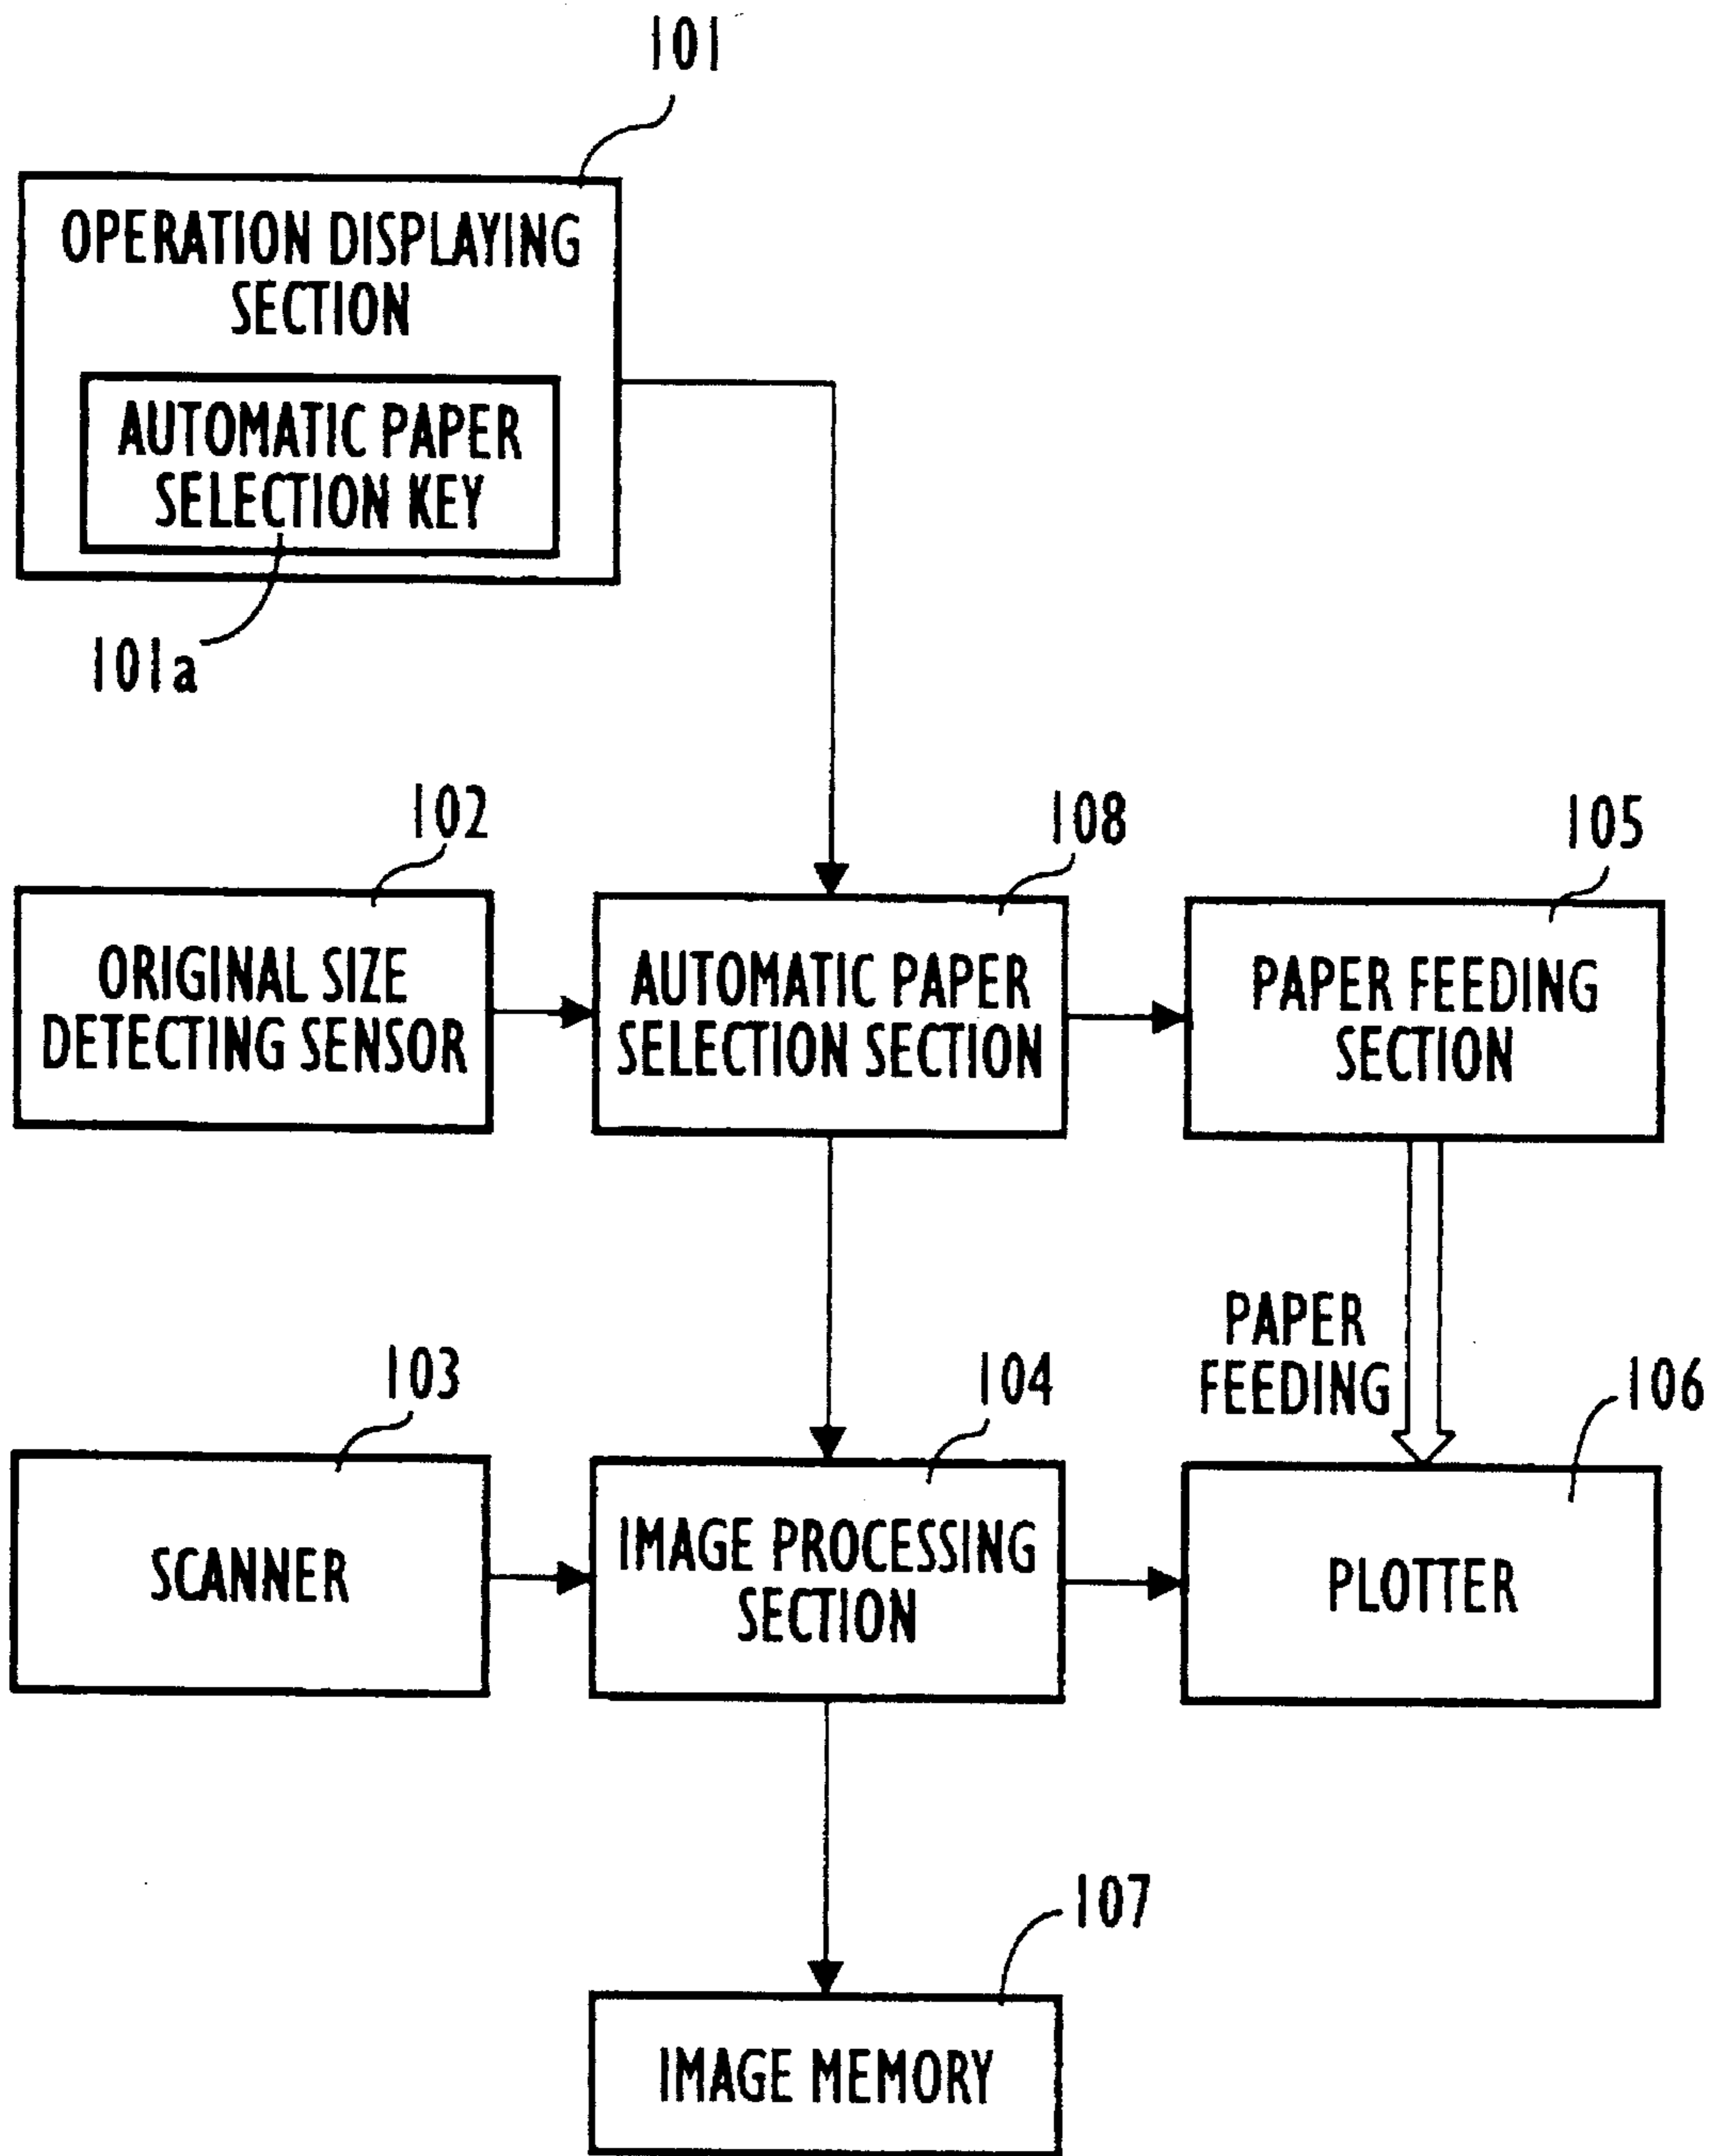 101
OPERATION DISPLAYING
SECTION
AUTOMATIC PAPER
SELECTION KEY
101a
102
108
105
ORIGINAL SIZE
DETECTING SENSOR
AUTOMATIC PAPER
SELECTION SECTION
PAPER FEEDING
SECTION
PAPER
FEEDING
103
104
106
SCANNER
IMAGE PROCESSING
SECTION
PLOTTER
107
IMAGE MEMORY